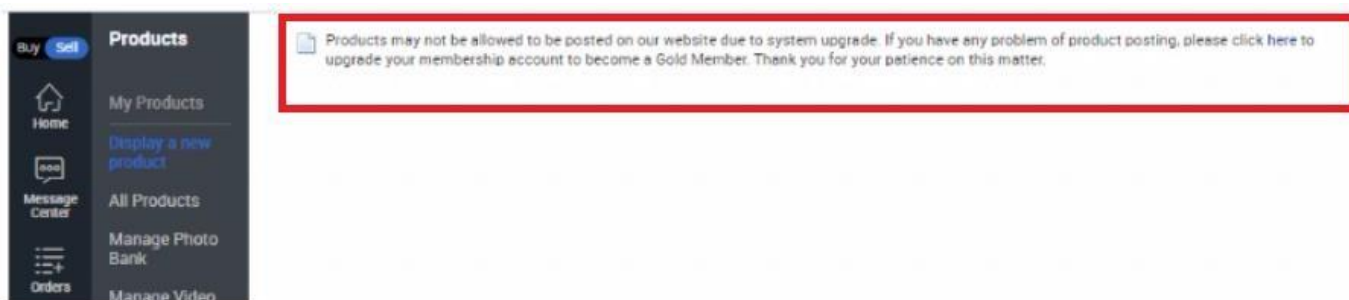 Buy Sell
Home
Message
Center
Orders
Products
My Products
Display a new
product
All Products
Manage Photo
Bank
Manage Video
Products may not be allowed to be posted on our website due to system upgrade. If you have any problem of product posting, please click here to
upgrade your membership account to become a Gold Member. Thank you for your patience on this matter.